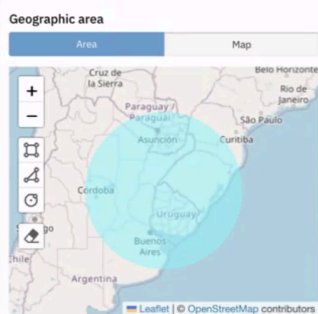 Geographic area
Area
Map
Cruz de
la Sierra
Belo Horizonte
Rio de
Janeiro
Paraguay /
Paraguái
São Paulo
Asunción
Curitiba
Córdoba
Uruguay
Buenos
Aires
Argentina
Leaflet | © OpenStreetMap contributors